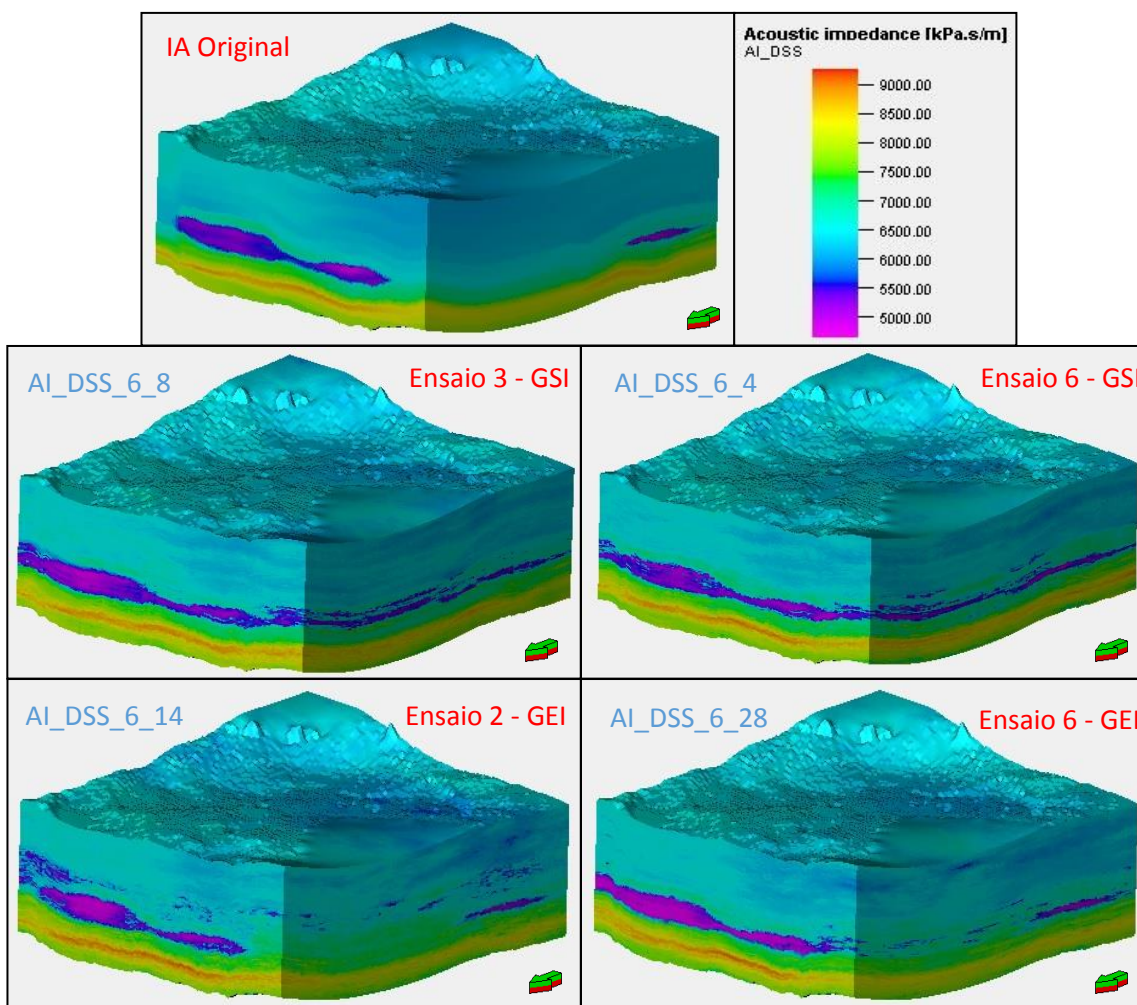 IA Original
Acoustic impedance [kPa.s/m]
AI_DSS
9000.00
8500.00
8000.00
7500.00
7000.00
6500.00
6000.00
5500.00
5000.00
AI_DSS_6_8
Ensaio 3 - GSI
AI_DSS_6_4
Ensaio 6 - GSI
AI_DSS_6_14
Ensaio 2 - GEI
AI_DSS_6_28
Ensaio 6 - GEI